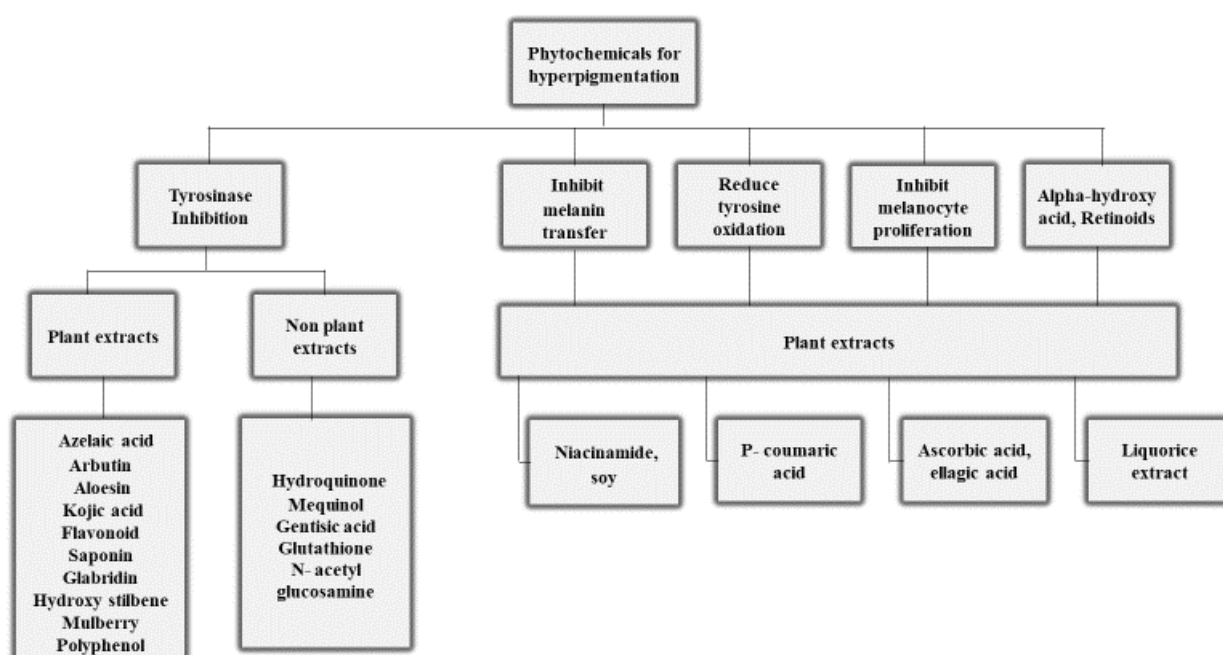 Phytochemicals for
hyperpigmentation
Tyrosinase
Inhibition
Inhibit
melanin
transfer
Reduce
tyrosine
oxidation
Inhibit
melanocyte
proliferation
Alpha-hydroxy
acid, Retinoids
Plant extracts
Non plant
extracts
Plant extracts
Azelaic acid
Arbutin
Aloesin
Kojic acid
Flavonoid
Saponin
Glabridin
Hydroxy stilbene
Mulberry
Polyphenol
Hydroquinone
Mequinol
Gentisic acid
Glutathione
N- acetyl
glucosamine
Niacinamide,
soy
P- coumaric
acid
Ascorbic acid,
ellagic acid
Liquorice
extract